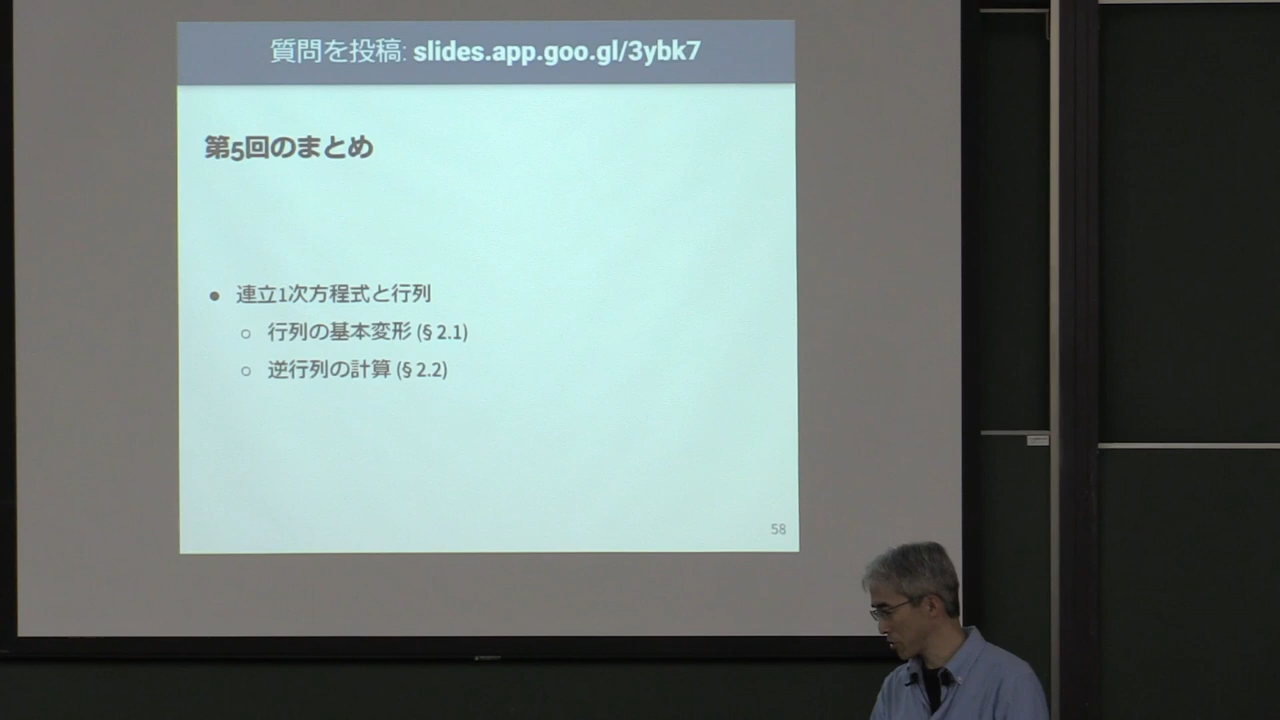 質問を投稿: slides.app.goo.gl/3ybk7
第5回のまとめ
● 連立1次方程式と行列
○ 行列の基本変形 (§ 2.1)
○ 逆行列の計算 (§ 2.2)
58